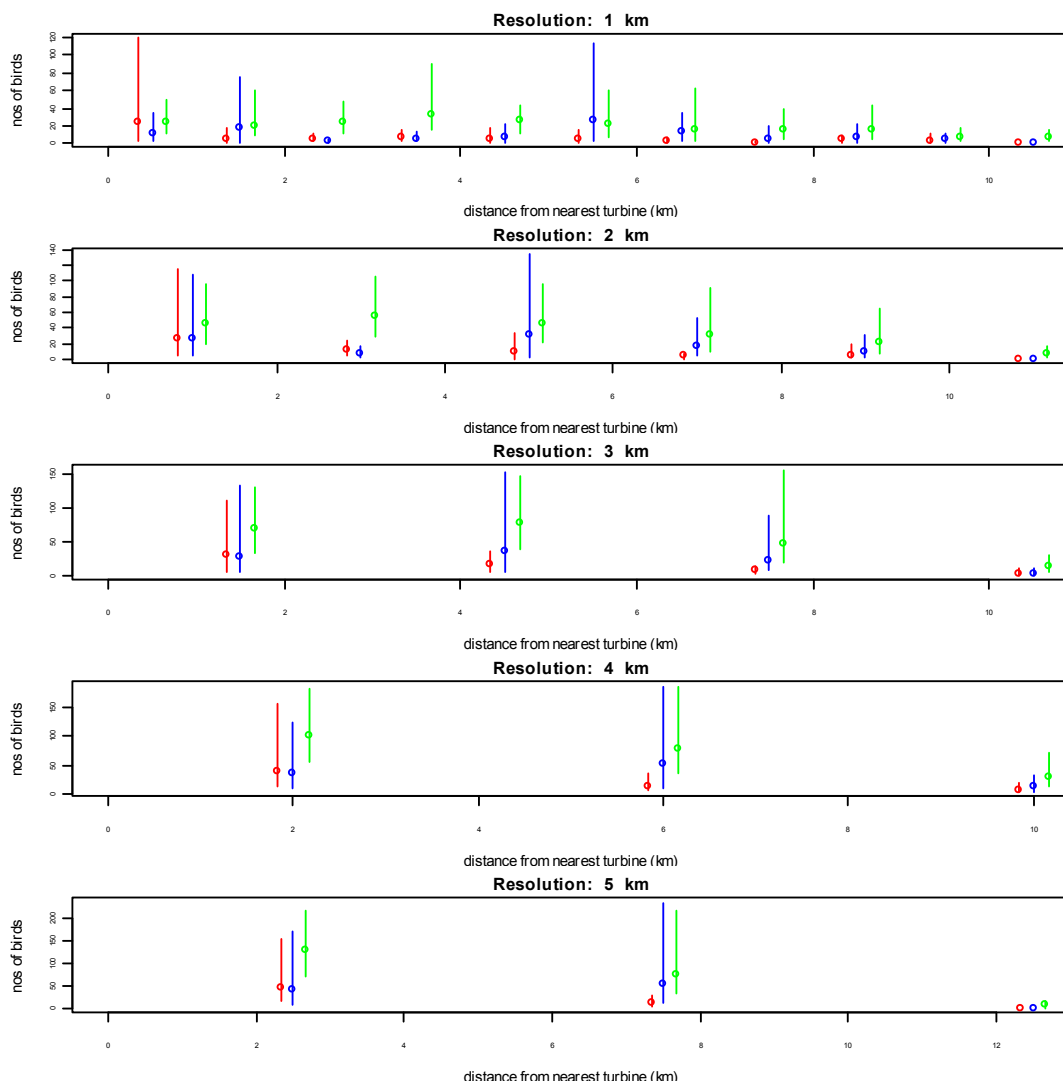 Resolution: 1 km
nos of birds
0 20 40 60 80 100 120
0 2 4 6 8 10
distance from nearest turbine (km)
Resolution: 2 km
nos of birds
0 20 40 60 80 100 140
0 2 4 6 8 10
distance from nearest turbine (km)
Resolution: 3 km
nos of birds
0 50 100 150
0 2 4 6 8 10
distance from nearest turbine (km)
Resolution: 4 km
nos of birds
0 50 100 150
0 2 4 6 8 10
distance from nearest turbine (km)
Resolution: 5 km
nos of birds
0 50 100 150 200
0 2 4 6 8 10 12
distance from nearest turbine (km)